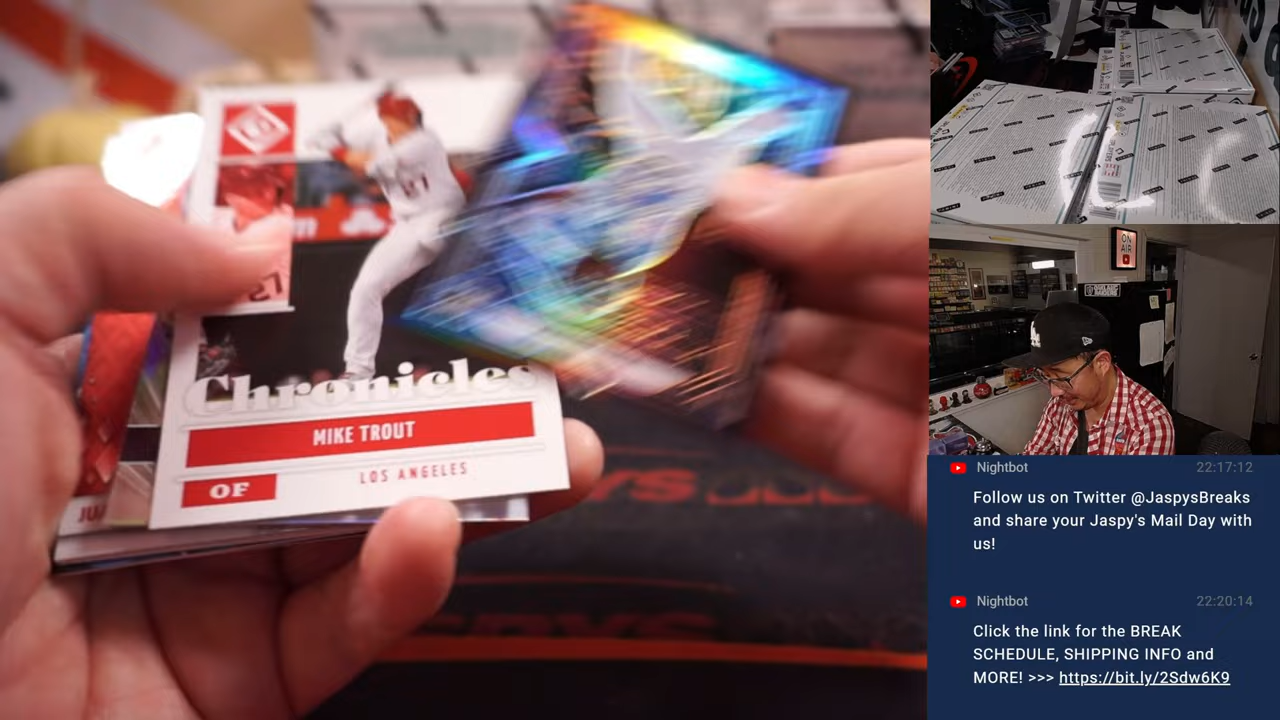 27
Chronicles
MIKE TROUT
LOS ANGELES
OF
ON
AIR
Nightbot
22:17:12
Follow us on Twitter @JaspysBreaks
and share your Jaspy's Mail Day with
us!
Nightbot
22:20:14
Click the link for the BREAK
SCHEDULE, SHIPPING INFO and
MORE! >>> https://bit.ly/2Sdw6K9